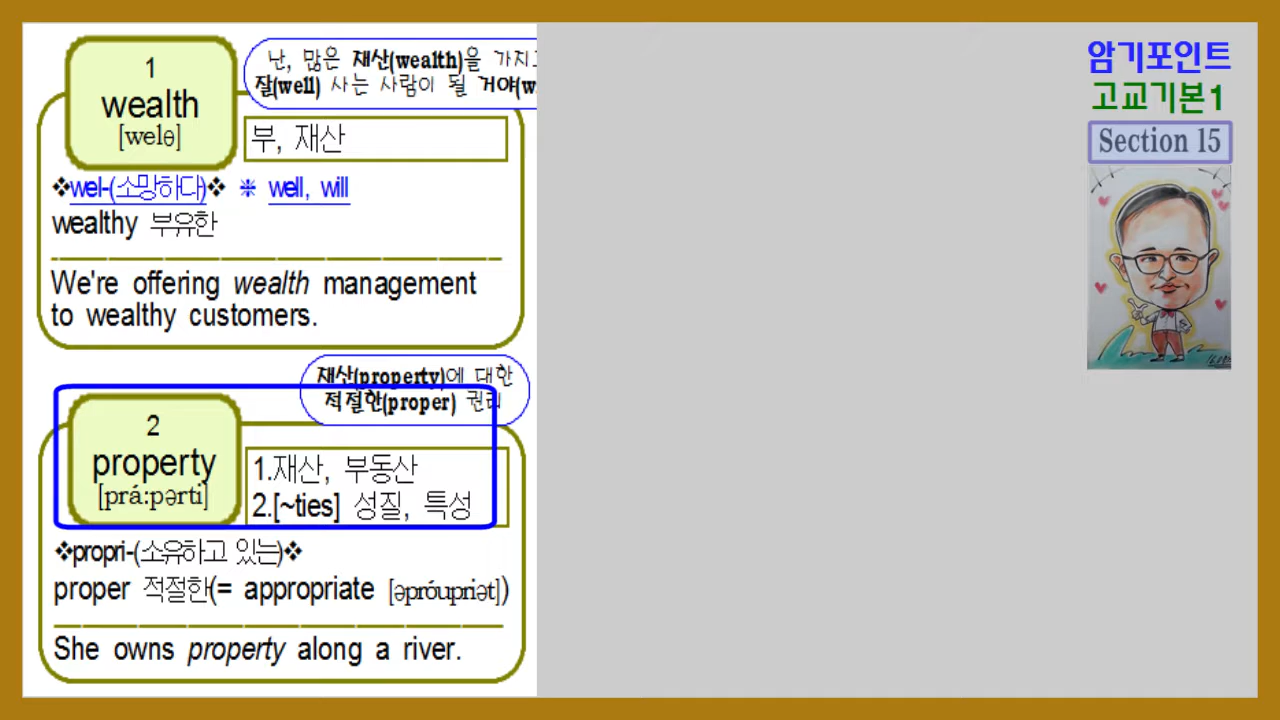 1
wealth
[welθ]
난, 많은 재산(wealth)을 가지고
잘(well) 사는 사람이 될 거야(w
부, 재산
❖wel-(소망하다)❖ ✳ well, will
wealthy 부유한
We're offering wealth management
to wealthy customers.
재산(property)에 대한
적절한(proper) 권리
2
property
[prá:pərti]
1.재산, 부동산
2.[~ties] 성질, 특성
❖propri-(소유하고 있는)❖
proper 적절한(= appropriate [əpróupriət])
She owns property along a river.
암기포인트
고교기본1
Section 15